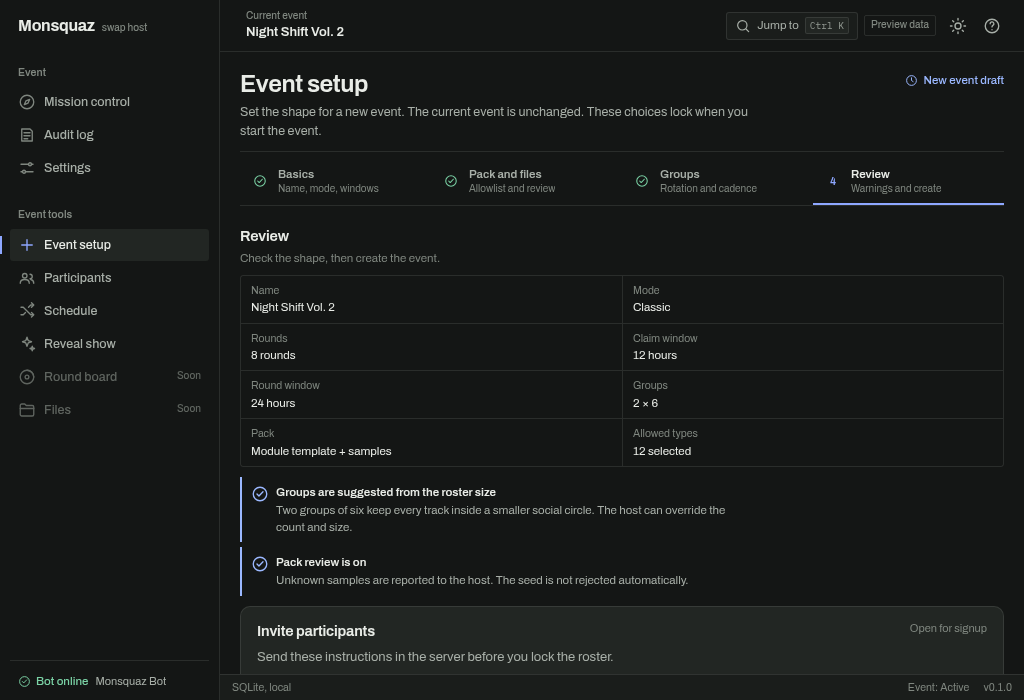 Monsquaz swap host
Event
Mission control
Audit log
Settings
Event tools
Event setup
Participants
Schedule
Reveal show
Round board Soon
Files Soon
Bot online Monsquaz Bot
Current event
Night Shift Vol. 2
Jump to Ctrl K
Preview data
Event setup
New event draft
Set the shape for a new event. The current event is unchanged. These choices lock when you
start the event.
Basics
Name, mode, windows
Pack and files
Allowlist and review
Groups
Rotation and cadence
4 Review
Warnings and create
Review
Check the shape, then create the event.
Name
Night Shift Vol. 2
Mode
Classic
Rounds
8 rounds
Claim window
12 hours
Round window
24 hours
Groups
2 × 6
Pack
Module template + samples
Allowed types
12 selected
Groups are suggested from the roster size
Two groups of six keep every track inside a smaller social circle. The host can override the
count and size.
Pack review is on
Unknown samples are reported to the host. The seed is not rejected automatically.
Invite participants
Open for signup
Send these instructions in the server before you lock the roster.
SQLite, local
Event: Active v0.1.0